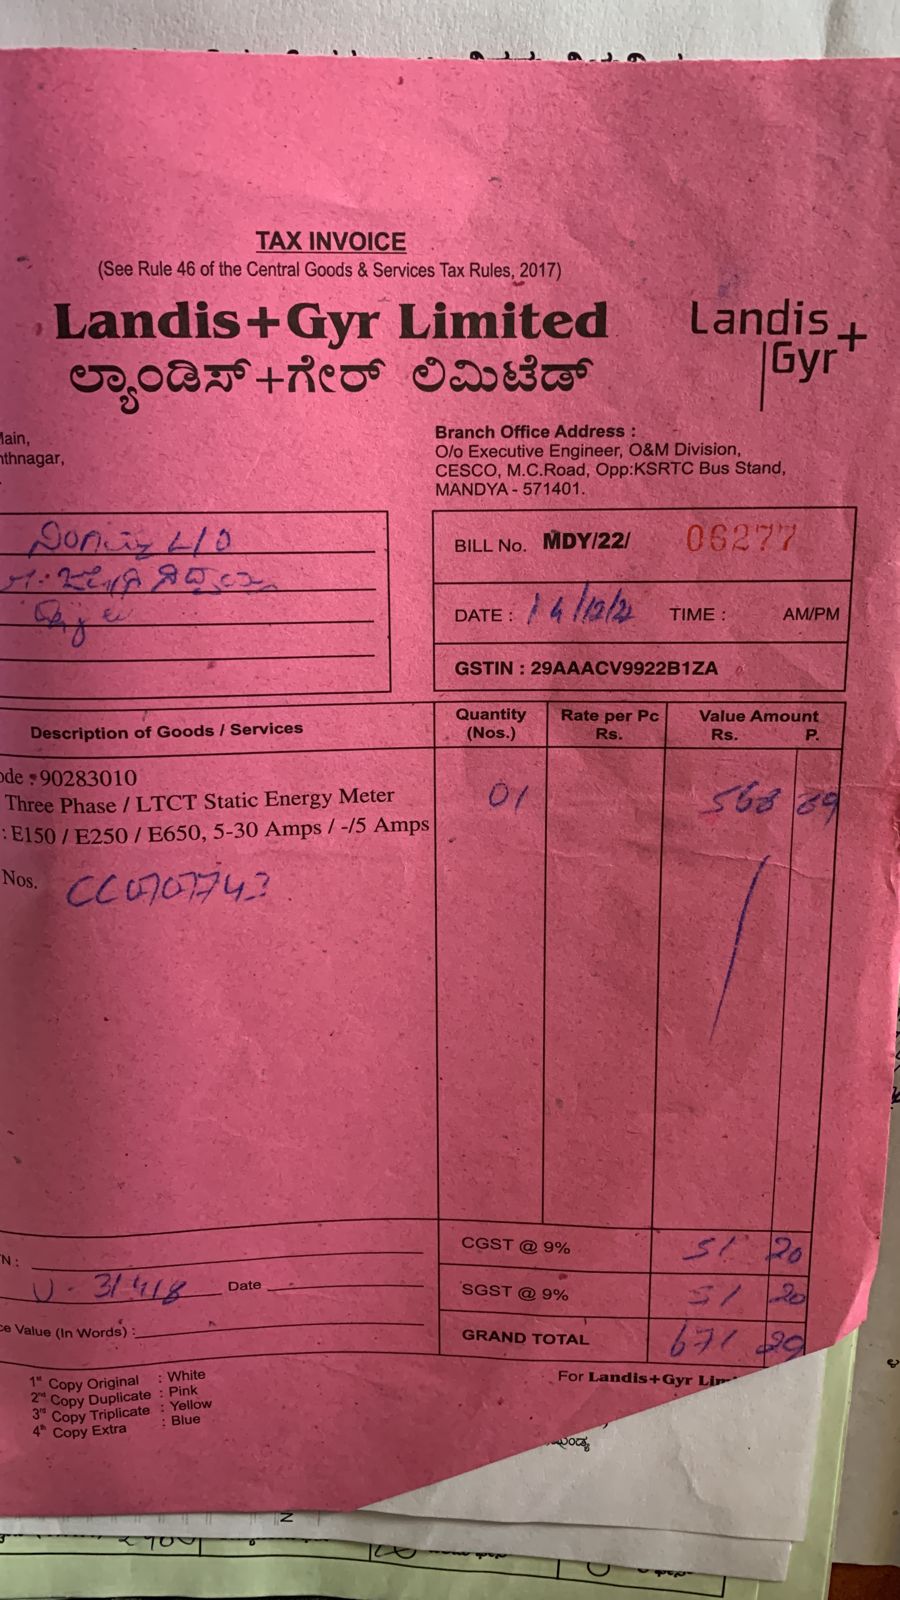 TAX INVOICE
(See Rule 46 of the Central Goods & Services Tax Rules, 2017)
Landis+Gyr Limited
ಲ್ಯಾಂಡಿಸ್+ಗೇರ್ ಲಿಮಿಟೆಡ್
Landis+
Gyr
Main,
nthnagar,
Branch Office Address :
O/o Executive Engineer, O&M Division,
CESCO, M.C.Road, Opp:KSRTC Bus Stand,
MANDYA - 571401.
BILL No. MDY/22/ 06277
DATE : 14/12/22 TIME : AM/PM
GSTIN : 29AAACV9922B1ZA
Description of Goods / Services Quantity (Nos.) Rate per Pc Rs. Value Amount Rs. P.
ode : 90283010
Three Phase / LTCT Static Energy Meter 01 568 89
: E150 / E250 / E650, 5-30 Amps / -/5 Amps
Nos.
CGST @ 9% 51 20
N :
SGST @ 9% 51 20
U - 31418 Date
GRAND TOTAL 671 29
ce Value (In Words) :
1st Copy Original : White
2nd Copy Duplicate : Pink
3rd Copy Triplicate : Yellow
4th Copy Extra : Blue
For Landis+Gyr Lim